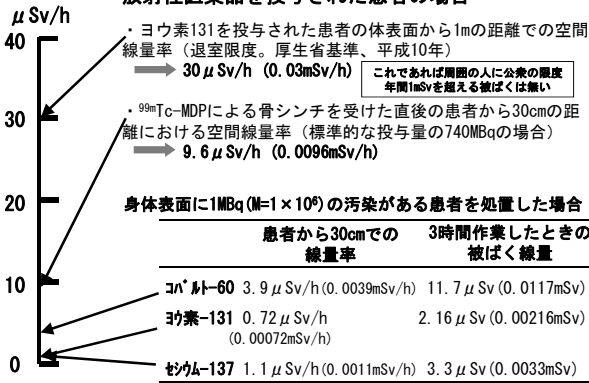 放射性医薬品を投与された患者の場合
μSv/h
40
30
20
10
0
・ヨウ素131を投与された患者の体表面から1mの距離での空間
線量率（退室限度。厚生省基準、平成10年）
30μSv/h (0.03mSv/h)
これであれば周囲の人に公衆の限度
年間1mSvを超える被ばくは無い
・99mTc-MDPによる骨シンチを受けた直後の患者から30cmの距
離における空間線量率（標準的な投与量の740MBqの場合）
9.6μSv/h (0.0096mSv/h)
身体表面に1MBq(M=1×10⁶)の汚染がある患者を処置した場合
患者から30cmでの 3時間作業したときの
線量率 被ばく線量
コバルト-60 3.9μSv/h(0.0039mSv/h) 11.7μSv(0.0117mSv)
ヨウ素-131 0.72μSv/h 2.16μSv(0.00216mSv)
(0.00072mSv/h)
セシウム-137 1.1μSv/h(0.0011mSv/h) 3.3μSv(0.0033mSv)